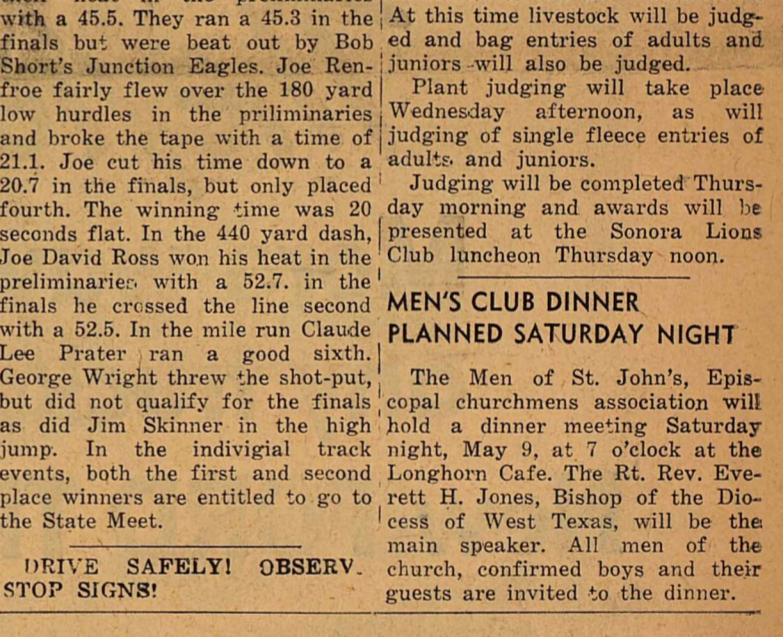 with a 45.5. They ran a 45.3 in the
finals but were beat out by Bob
Short's Junction Eagles. Joe Ren-
froe fairly flew over the 180 yard
low hurdles in the priliminaries
and broke the tape with a time of
21.1. Joe cut his time down to a
20.7 in the finals, but only placed
fourth. The winning time was 20
seconds flat. In the 440 yard dash,
Joe David Ross won his heat in the
preliminaries with a 52.7. in the
finals he crossed the line second
with a 52.5. In the mile run Claude
Lee Prater ran a good sixth.
George Wright threw the shot-put,
but did not qualify for the finals
as did Jim Skinner in the high
jump. In the indivigial track
events, both the first and second
place winners are entitled to go to
the State Meet.
DRIVE SAFELY! OBSERV.
STOP SIGNS!
At this time livestock will be judg-
ed and bag entries of adults and
juniors will also be judged.
Plant judging will take place
Wednesday afternoon, as will
judging of single fleece entries of
adults and juniors.
Judging will be completed Thurs-
day morning and awards will be
presented at the Sonora Lions
Club luncheon Thursday noon.
MEN'S CLUB DINNER
PLANNED SATURDAY NIGHT
The Men of St. John's, Epis-
copal churchmens association will
hold a dinner meeting Saturday
night, May 9, at 7 o'clock at the
Longhorn Cafe. The Rt. Rev. Eve-
rett H. Jones, Bishop of the Dio-
cess of West Texas, will be the
main speaker. All men of the
church, confirmed boys and their
guests are invited to the dinner.